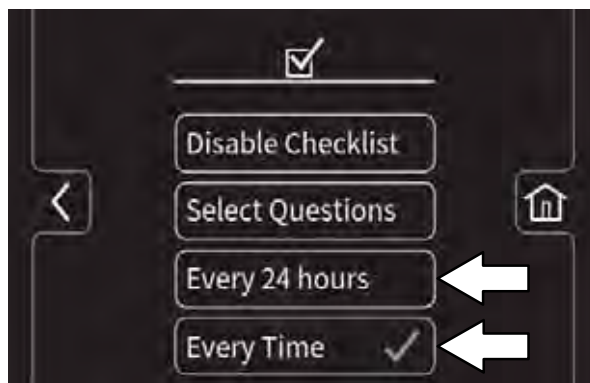 Disable Checklist
Select Questions
Every 24 hours
Every Time